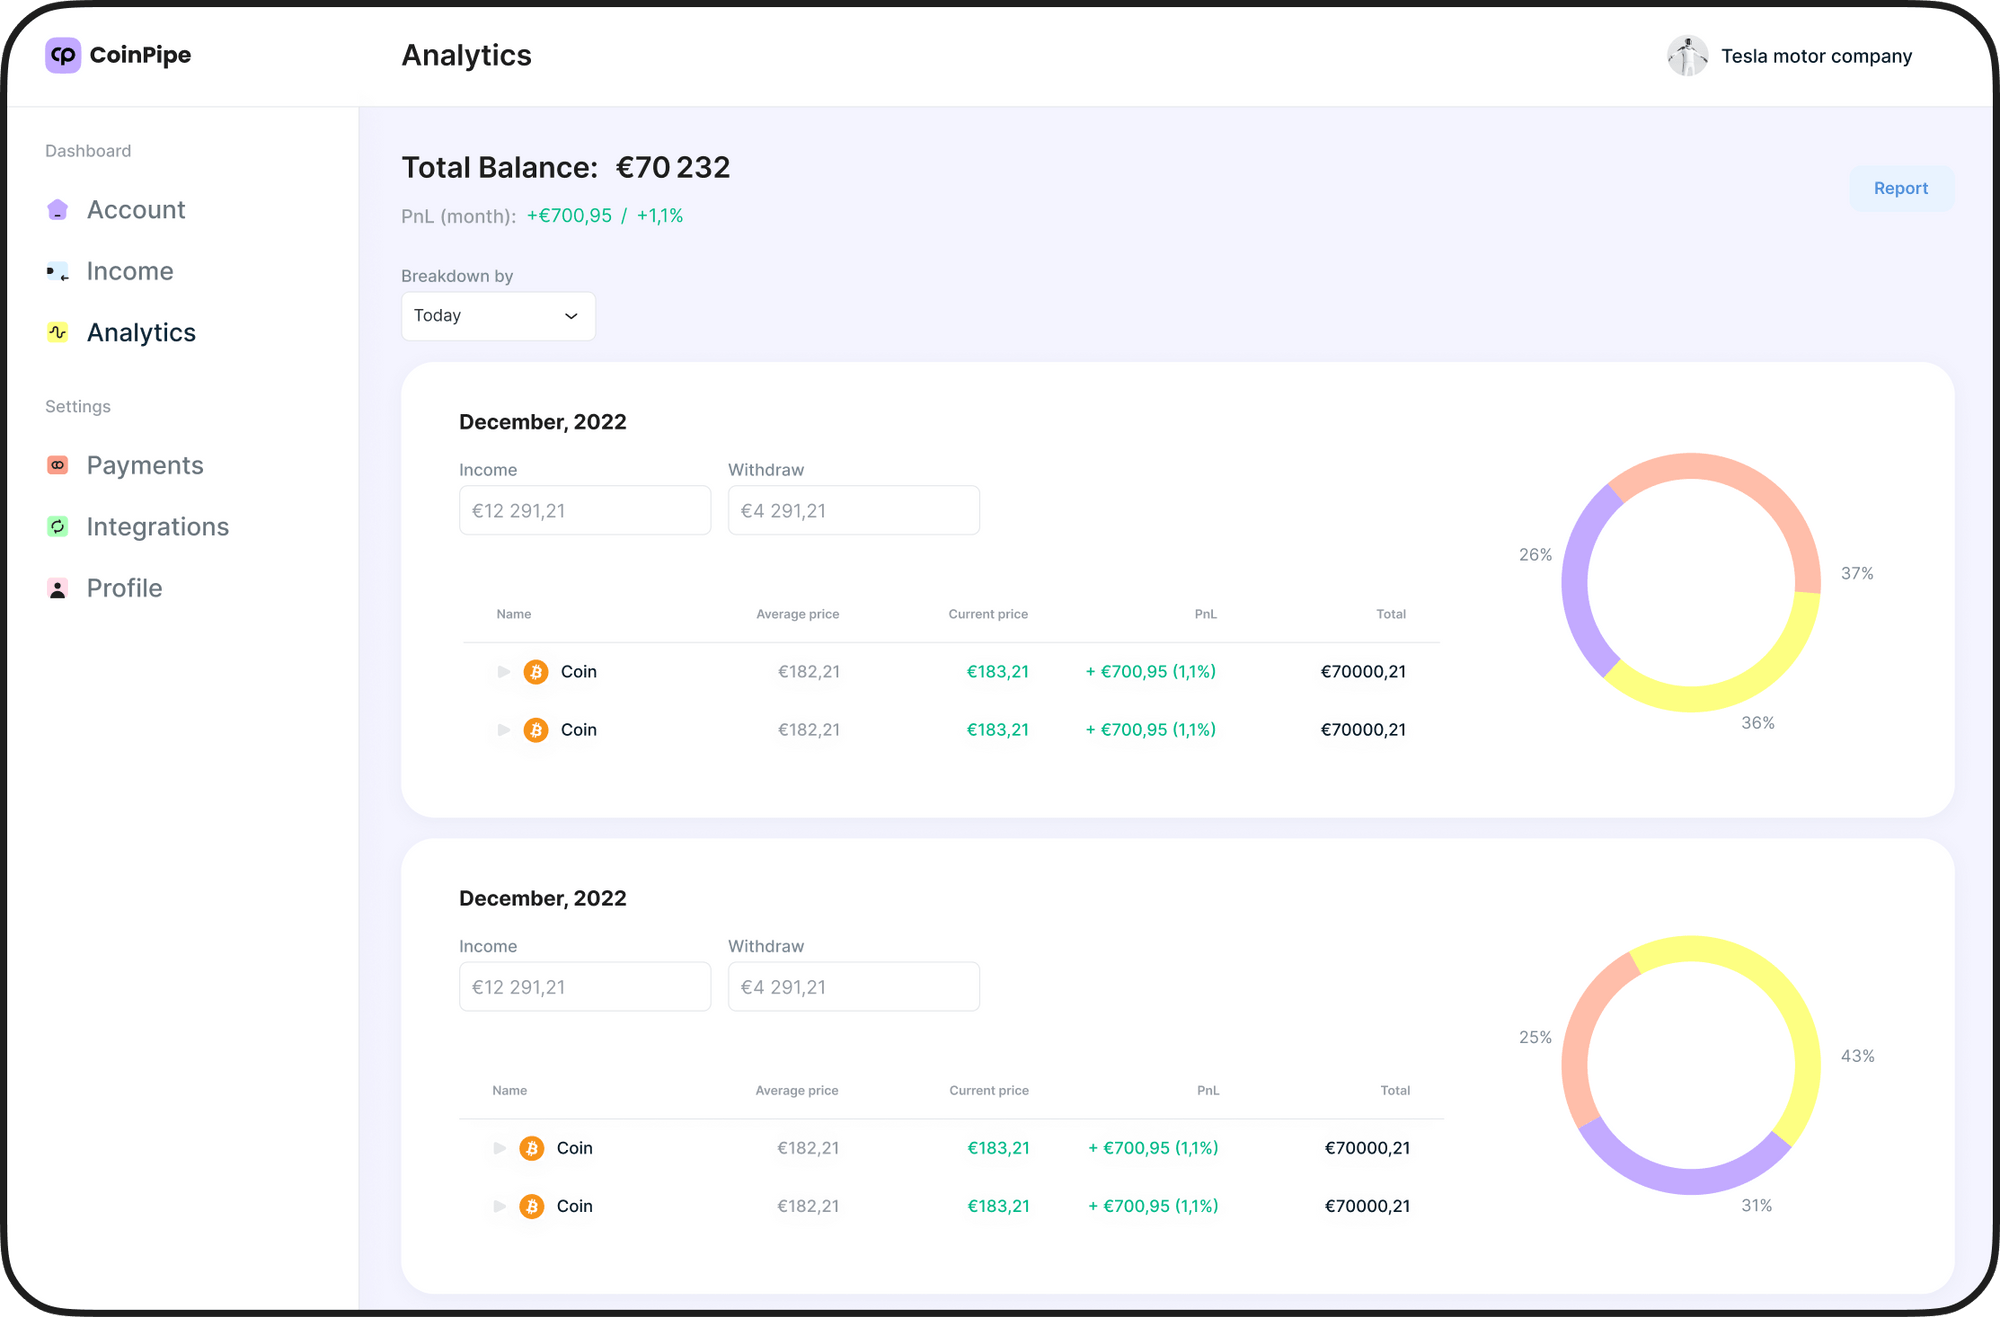 CoinPipe
Analytics
Tesla motor company
Dashboard
Account
Income
Analytics
Settings
Payments
Integrations
Profile
Total Balance: €70 232
PnL (month): +€700,95 / +1,1%
Report
Breakdown by
Today
December, 2022
Income Withdraw
€12 291,21 €4 291,21
26%
37%
36%
Name Average price Current price PnL Total
Coin €182,21 €183,21 + €700,95 (1,1%) €70000,21
Coin €182,21 €183,21 + €700,95 (1,1%) €70000,21
December, 2022
Income Withdraw
€12 291,21 €4 291,21
25%
43%
31%
Name Average price Current price PnL Total
Coin €182,21 €183,21 + €700,95 (1,1%) €70000,21
Coin €182,21 €183,21 + €700,95 (1,1%) €70000,21